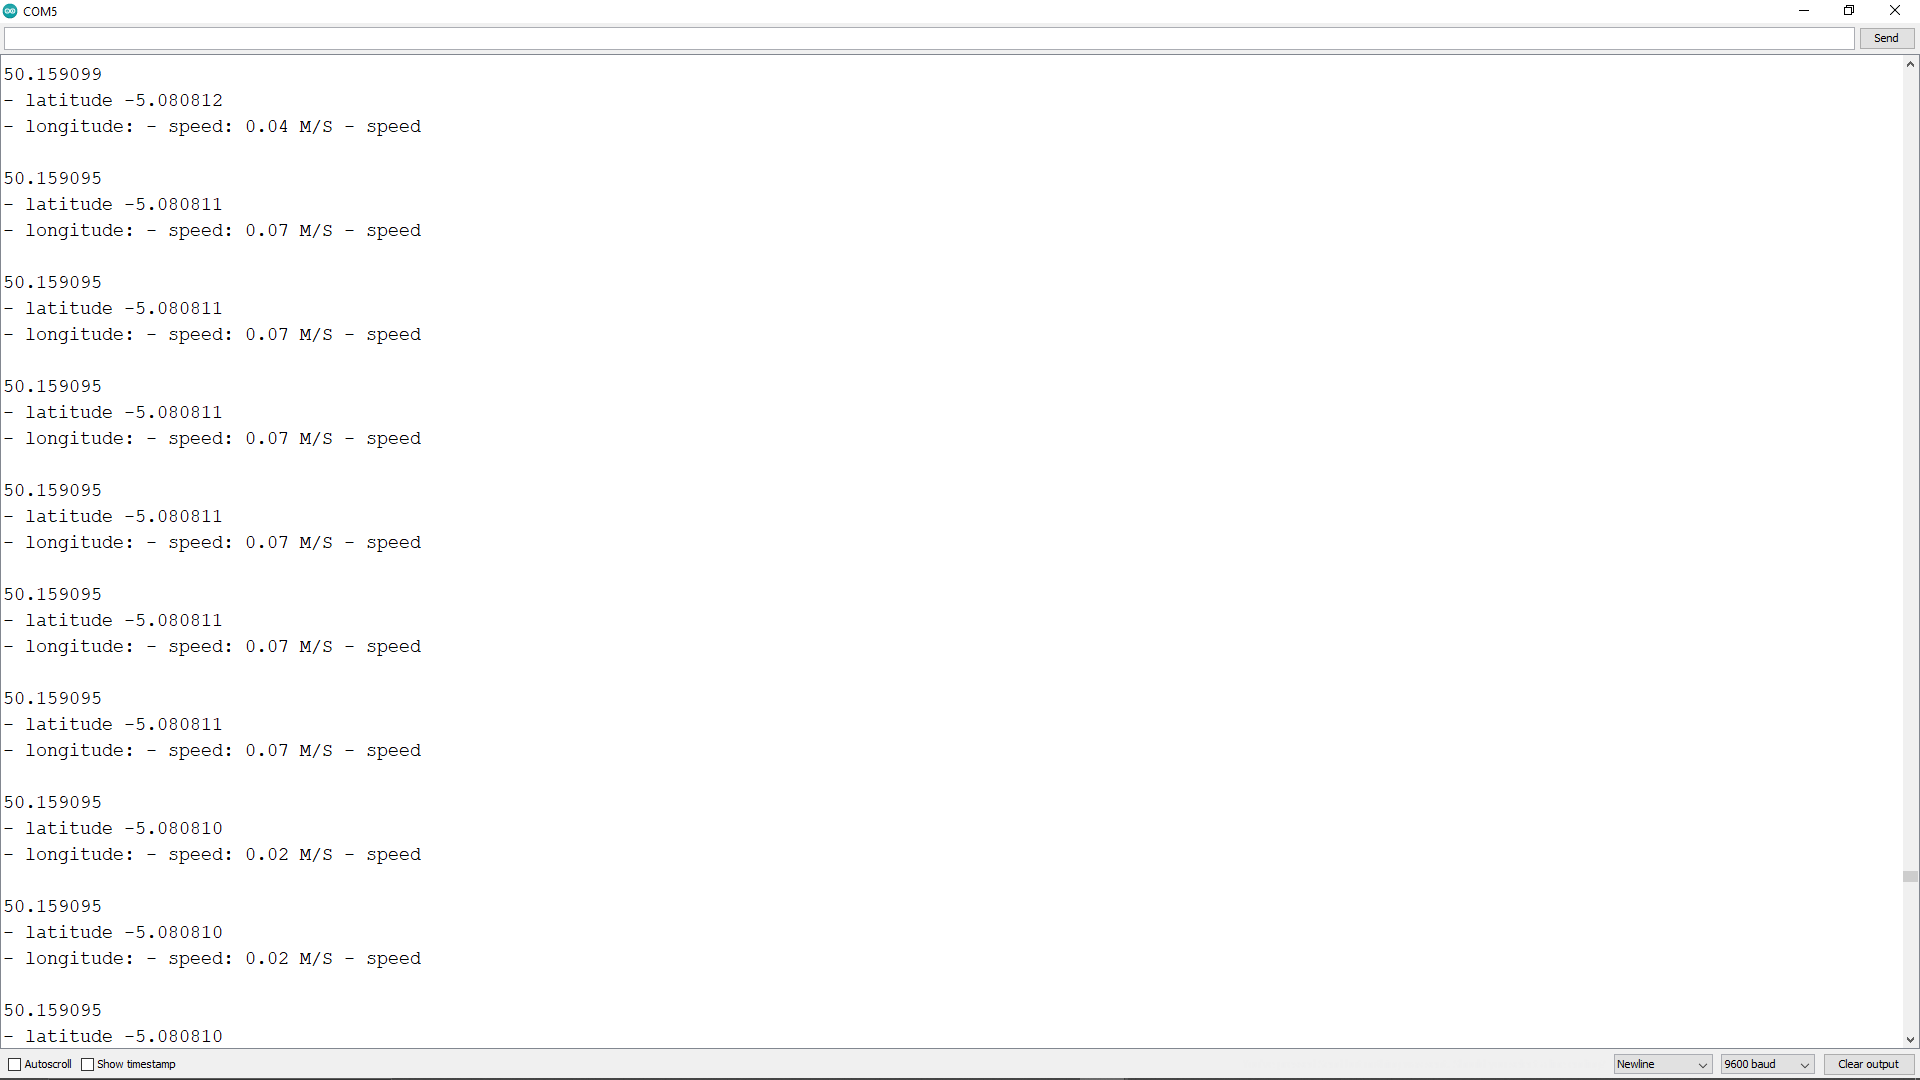 COM5
Send
50.159099
- latitude -5.080812
- longitude: - speed: 0.04 M/S - speed
50.159095
- latitude -5.080811
- longitude: - speed: 0.07 M/S - speed
50.159095
- latitude -5.080811
- longitude: - speed: 0.07 M/S - speed
50.159095
- latitude -5.080811
- longitude: - speed: 0.07 M/S - speed
50.159095
- latitude -5.080811
- longitude: - speed: 0.07 M/S - speed
50.159095
- latitude -5.080811
- longitude: - speed: 0.07 M/S - speed
50.159095
- latitude -5.080811
- longitude: - speed: 0.07 M/S - speed
50.159095
- latitude -5.080810
- longitude: - speed: 0.02 M/S - speed
50.159095
- latitude -5.080810
- longitude: - speed: 0.02 M/S - speed
50.159095
- latitude -5.080810
Autoscroll Show timestamp Newline 9600 baud Clear output